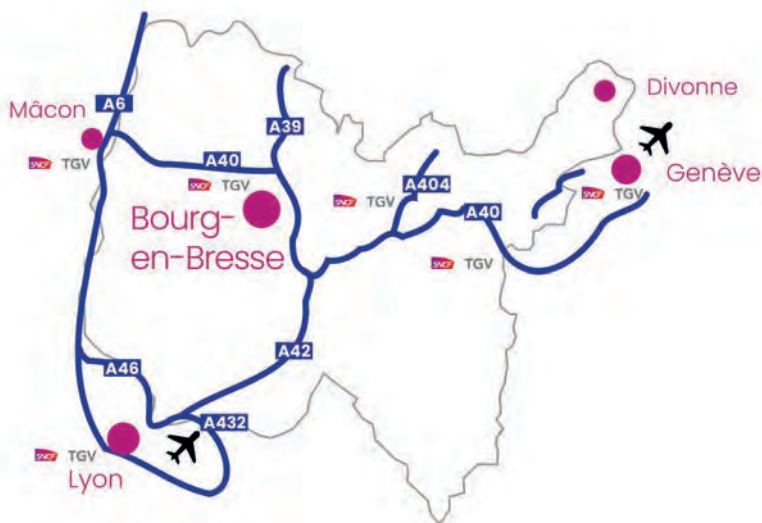 Divonne
A6
Mâcon
A39
SNCF TGV
A40
Genève
SNCF TGV
A404
SNCF TGV
SNCF TGV
Bourg-
en-Bresse
A40
SNCF TGV
A42
A46
A432
SNCF TGV
Lyon